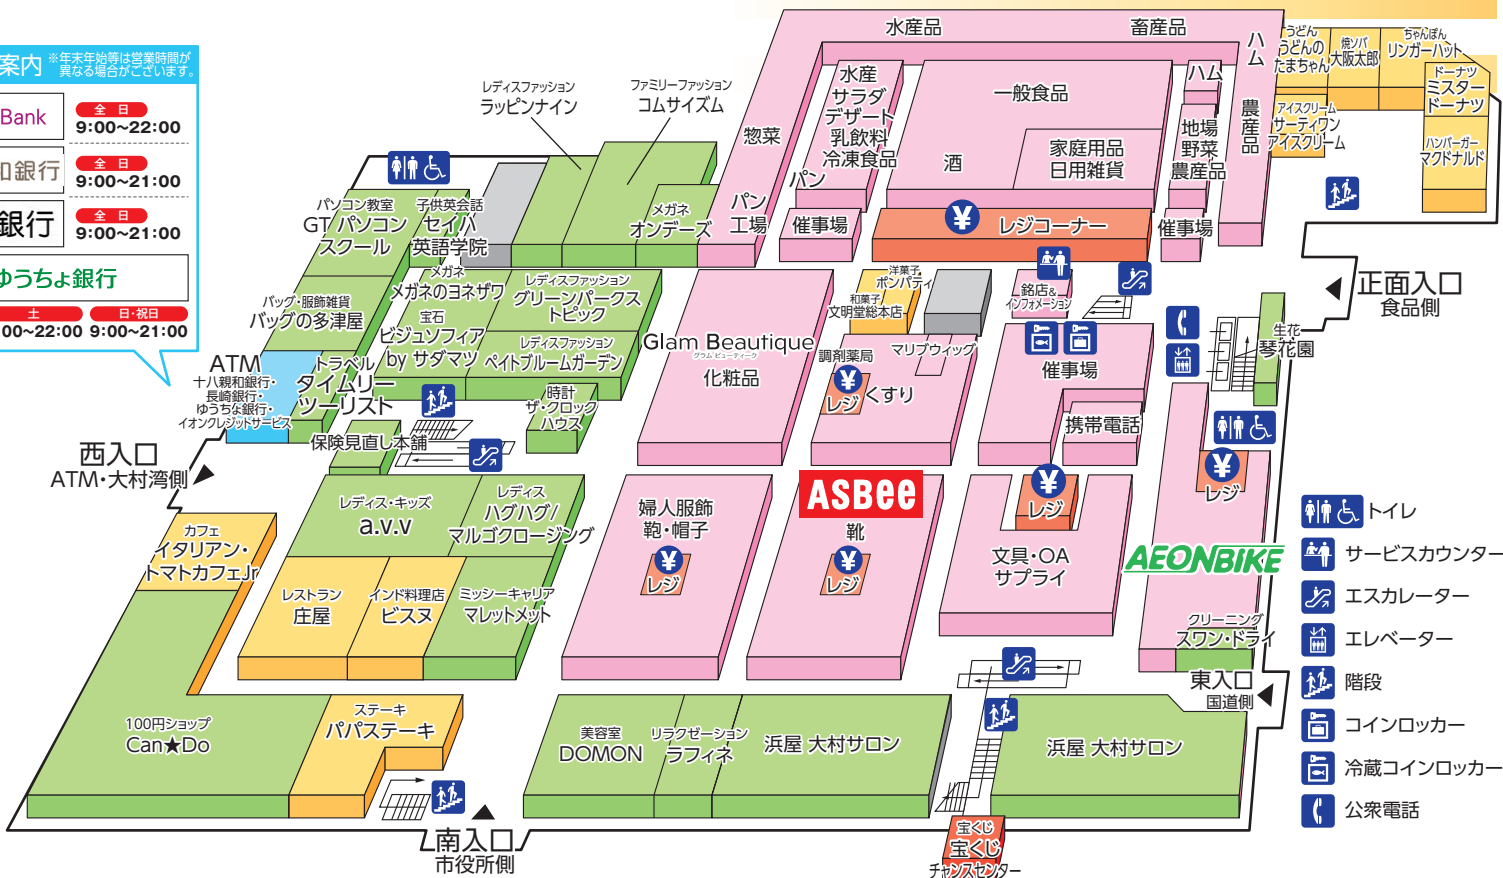 案内
※年末年始等は営業時間が
異なる場合がございます。
Bank
全 日
9:00~22:00
和銀行
全 日
9:00~21:00
銀行
全 日
9:00~21:00
ゆうちょ銀行
土
00~22:00
日・祝日
9:00~21:00
レディスファッション
ラッピンナイン
ファミリーファッション
コムサイズム
パソコン教室
GT パソコン
スクール
子供英会話
セイハ
英語学院
メガネ
オンデーズ
バッグ・服飾雑貨
バッグの多津屋
メガネ
メガネのヨネザワ
レディスファッション
グリーンパークス
トピック
宝石
ビジュソフィア
by サダマツ
レディスファッション
ペイトブルームガーデン
ATM
十八親和銀行・
長崎銀行・
ゆうちょ銀行・
イオンクレジットサービス
トラベル
タイムリー
ツーリスト
時計
ザ・クロック
ハウス
保険見直し本舗
西入口
ATM・大村湾側
カフェ
イタリアン・
トマトカフェJr
レディス・キッズ
a.v.v
レディス
ハグハグ/
マルゴクロージング
レストラン
庄屋
インド料理店
ビスヌ
ミッシーキャリア
マレットメット
100円ショップ
Can★Do
ステーキ
パパステーキ
南入口
市役所側
美容室
DOMON
リラクゼーション
ラフィネ
浜屋 大村サロン
浜屋 大村サロン
宝くじ
宝くじ
チャンスセンター
水産品
畜産品
ハム
農産品
惣菜
パン
工場
水産
サラダ
デザート
乳飲料
冷凍食品
パン
催事場
一般食品
酒
家庭用品
日用雑貨
ハム
地場
野菜
農産品
催事場
¥
レジコーナー
うどん
うどんの
たまちゃん
焼ソバ
大阪太郎
ちゃんぽん
リンガーハット
ドーナツ
ミスター
ドーナツ
アイスクリーム
サーティワン
アイスクリーム
ハンバーガー
マクドナルド
正面入口
食品側
洋菓子
ポンパティ
和菓子
文明堂総本店
銘店&
インフォメーション
Glam Beautique
グラム ビューティーク
化粧品
調剤薬局
マリブウィッグ
¥
レジ
くすり
催事場
携帯電話
生花
琴花園
婦人服飾
鞄・帽子
¥
レジ
ASBee
靴
¥
レジ
¥
レジ
文具・OA
サプライ
¥
レジ
AEONBIKE
クリーニング
スワン・ドライ
東入口
国道側
トイレ
サービスカウンター
エスカレーター
エレベーター
階段
コインロッカー
冷蔵コインロッカー
公衆電話